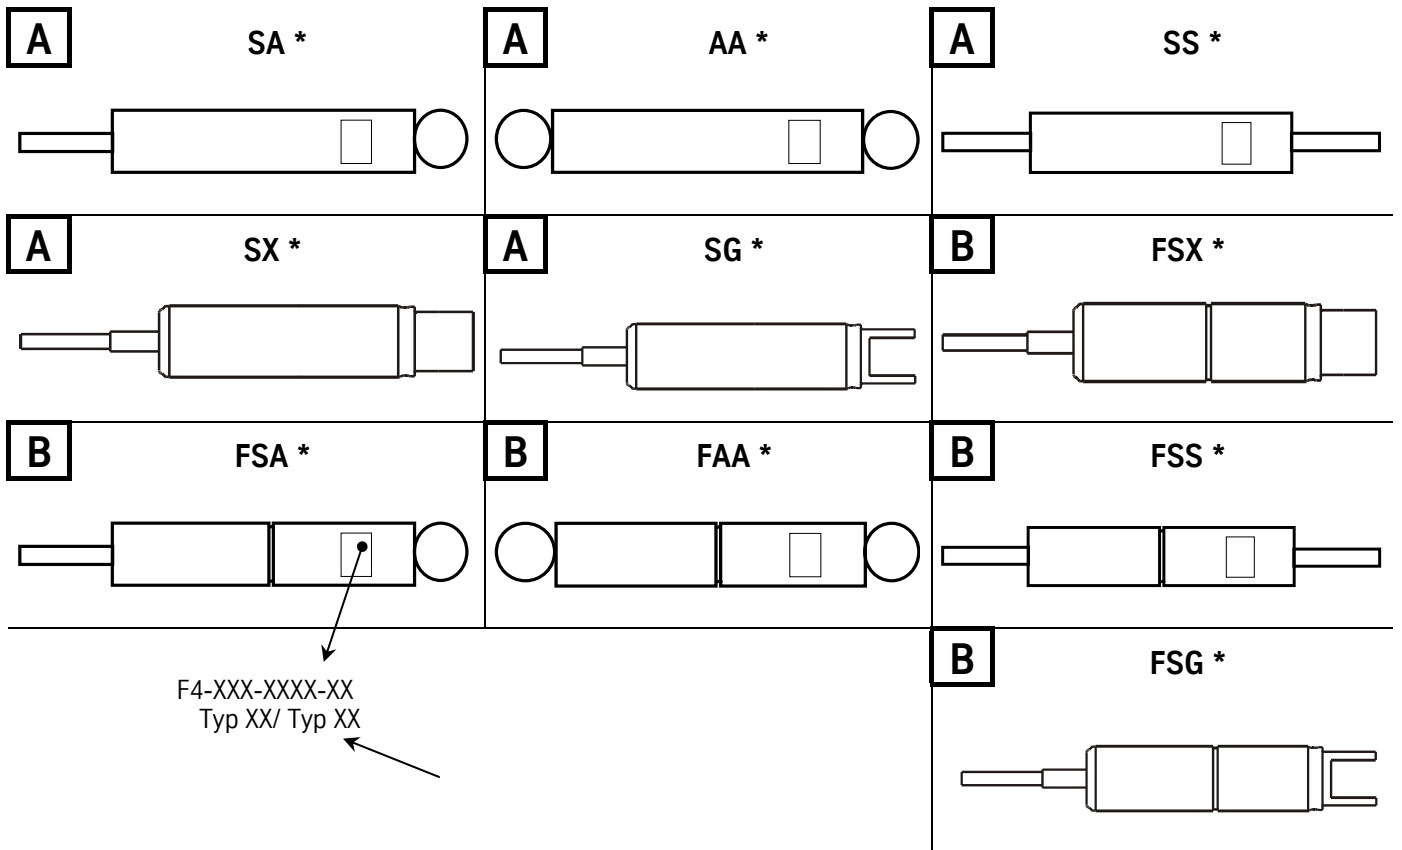 A SA * A AA * A SS *
A SX * A SG * B FSX *
B FSA * B FAA * B FSS *
B FSG *
F4-XXX-XXXX-XX
Typ XX/ Typ XX